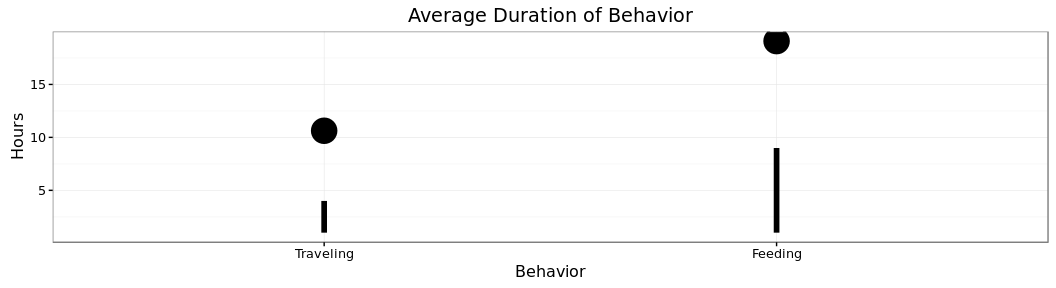 Average Duration of Behavior
15
10
5
Hours
Traveling
Feeding
Behavior